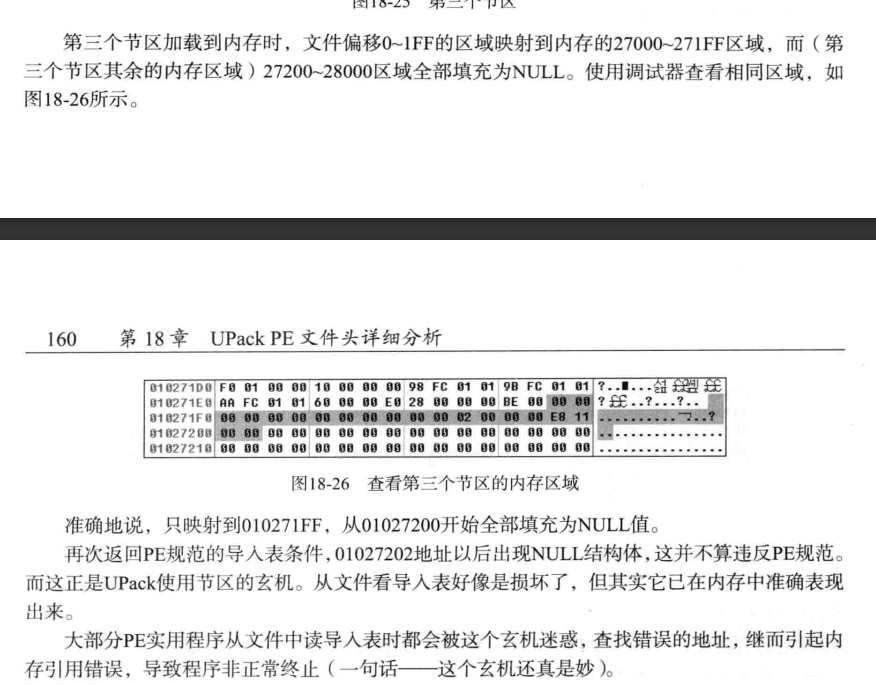 图18-25 第三个节区
第三个节区加载到内存时，文件偏移0~1FF的区域映射到内存的27000~271FF区域，而（第
三个节区其余的内存区域）27200~28000区域全部填充为NULL。使用调试器查看相同区域，如
图18-26所示。
160 第 18 章 UPack PE 文件头详细分析
010271D0 F0 01 00 00 10 00 00 00 98 FC 01 01 9B FC 01 01
010271E0 AA FC 01 01 60 00 00 E0 28 00 00 00 BE 00 00 00
010271F0 00 00 00 00 00 00 00 00 00 00 02 00 00 00 E8 11
01027200 00 00 00 00 00 00 00 00 00 00 00 00 00 00 00 00
01027210 00 00 00 00 00 00 00 00 00 00 00 00 00 00 00 00
图18-26 查看第三个节区的内存区域
准确地说，只映射到010271FF，从01027200开始全部填充为NULL值。
再次返回PE规范的导入表条件，01027202地址以后出现NULL结构体，这并不算违反PE规范。
而这正是UPack使用节区的玄机。从文件看导入表好像是损坏了，但其实它已在内存中准确表现
出来。
大部分PE实用程序从文件中读导入表时都会被这个玄机迷惑，查找错误的地址，继而引起内
存引用错误，导致程序非正常终止（一句话——这个玄机还真是妙）。